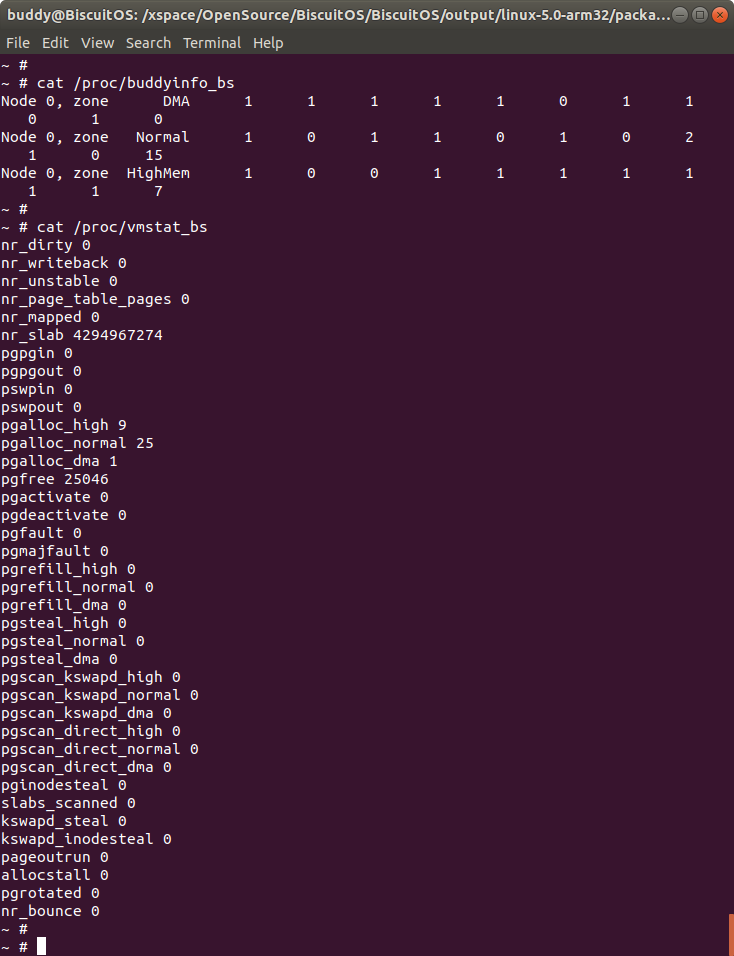 buddy@BiscuitOS: /xspace/OpenSource/BiscuitOS/BiscuitOS/output/linux-5.0-arm32/packa...
File Edit View Search Terminal Help
~ #
~ # cat /proc/buddyinfo_bs
Node 0, zone      DMA      1      1      1      1      1      0      1      1
   0      1      0
Node 0, zone   Normal      1      0      1      1      0      1      0      2
   1      0     15
Node 0, zone  HighMem      1      0      0      1      1      1      1      1
   1      1      7
~ #
~ # cat /proc/vmstat_bs
nr_dirty 0
nr_writeback 0
nr_unstable 0
nr_page_table_pages 0
nr_mapped 0
nr_slab 4294967274
pgpgin 0
pgpgout 0
pswpin 0
pswpout 0
pgalloc_high 9
pgalloc_normal 25
pgalloc_dma 1
pgfree 25046
pgactivate 0
pgdeactivate 0
pgfault 0
pgmajfault 0
pgrefill_high 0
pgrefill_normal 0
pgrefill_dma 0
pgsteal_high 0
pgsteal_normal 0
pgsteal_dma 0
pgscan_kswapd_high 0
pgscan_kswapd_normal 0
pgscan_kswapd_dma 0
pgscan_direct_high 0
pgscan_direct_normal 0
pgscan_direct_dma 0
pginodesteal 0
slabs_scanned 0
kswapd_steal 0
kswapd_inodesteal 0
pageoutrun 0
allocstall 0
pgrotated 0
nr_bounce 0
~ #
~ #